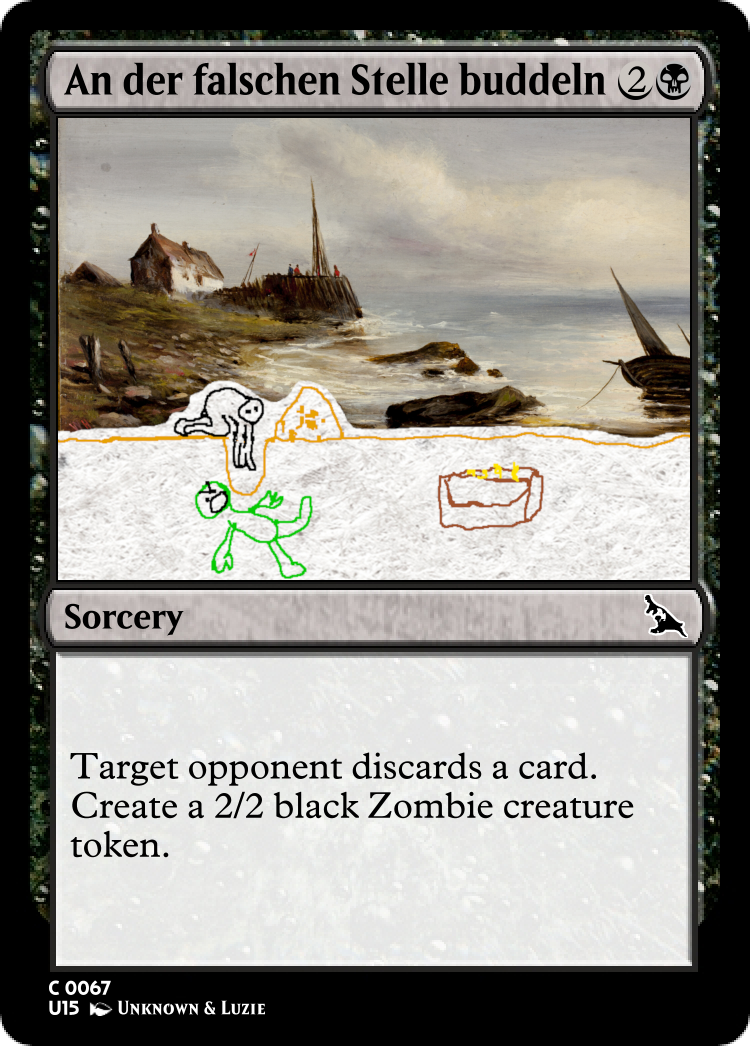 An der falschen Stelle buddeln 2
Sorcery
Target opponent discards a card.
Create a 2/2 black Zombie creature
token.
C 0067
U15 Unknown & Luzie